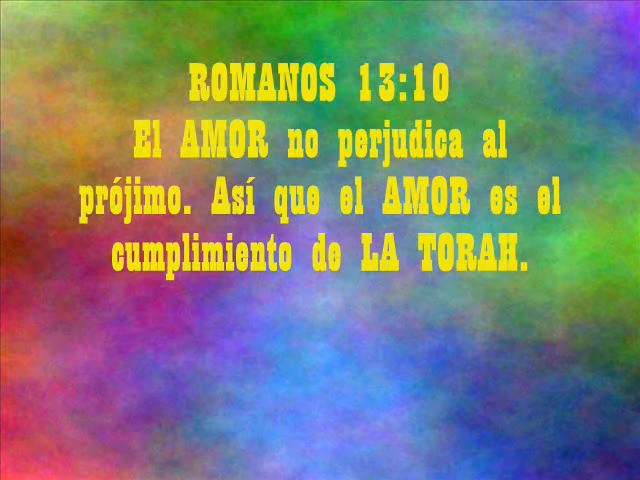 ROMANOS 13:10
El AMOR no perjudica al
prójimo. Así que el AMOR es el
cumplimiento de LA TORAH.